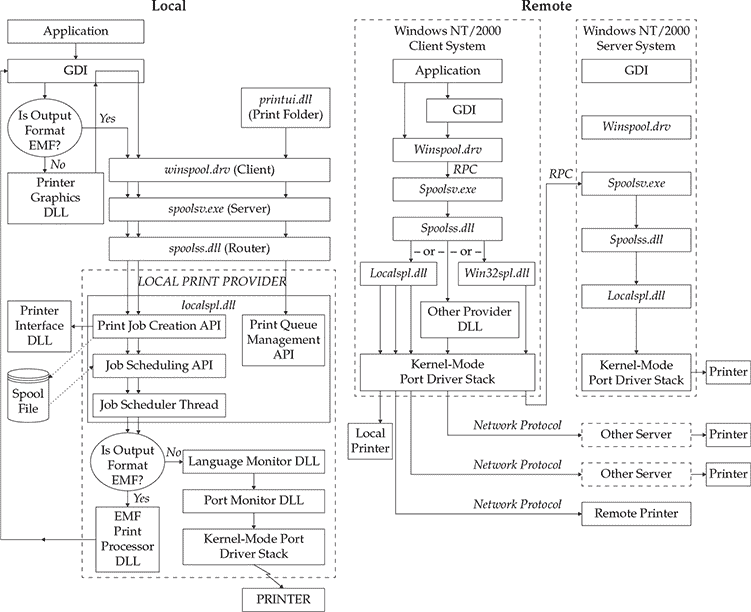 Local
Application
GDI
Is Output
Format
EMF?
Yes
No
Printer
Graphics
DLL
printui.dll
(Print Folder)
winspool.drv (Client)
spoolsv.exe (Server)
spoolss.dll (Router)
LOCAL PRINT PROVIDER
localspl.dll
Printer
Interface
DLL
Print Job Creation API
Print Queue
Management
API
Spool
File
Job Scheduling API
Job Scheduler Thread
Is Output
Format
EMF?
No
Yes
Language Monitor DLL
Port Monitor DLL
EMF
Print
Processor
DLL
Kernel-Mode Port
Driver Stack
PRINTER
Remote
Windows NT/2000
Client System
Application
GDI
Winspool.drv
RPC
Spoolsv.exe
Spoolss.dll
– or –
– or –
Localspl.dll
Win32spl.dll
Other Provider
DLL
Kernel-Mode
Port Driver Stack
Local
Printer
Windows NT/2000
Server System
GDI
Winspool.drv
RPC
Spoolsv.exe
Spoolss.dll
Localspl.dll
Kernel-Mode
Port Driver Stack
Printer
Network Protocol
Other Server
Printer
Network Protocol
Other Server
Printer
Network Protocol
Remote Printer